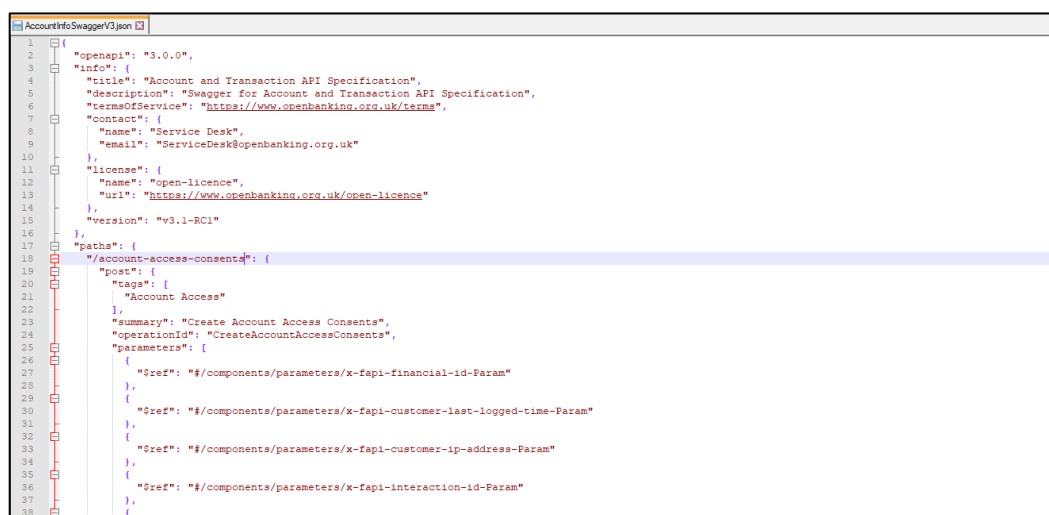 AccountInfoSwaggerV3.json
1 {
2 "openapi": "3.0.0",
3 "info": {
4 "title": "Account and Transaction API Specification",
5 "description": "Swagger for Account and Transaction API Specification",
6 "termsOfService": "https://www.openbanking.org.uk/terms",
7 "contact": {
8 "name": "Service Desk",
9 "email": "ServiceDesk@openbanking.org.uk"
10 },
11 "license": {
12 "name": "open-licence",
13 "url": "https://www.openbanking.org.uk/open-licence"
14 },
15 "version": "v3.1-RC1"
16 },
17 "paths": {
18 "/account-access-consents": {
19 "post": {
20 "tags": [
21 "Account Access"
22 ],
23 "summary": "Create Account Access Consents",
24 "operationId": "CreateAccountAccessConsents",
25 "parameters": [
26 {
27 "$ref": "#/components/parameters/x-fapi-financial-id-Param"
28 },
29 {
30 "$ref": "#/components/parameters/x-fapi-customer-last-logged-time-Param"
31 },
32 {
33 "$ref": "#/components/parameters/x-fapi-customer-ip-address-Param"
34 },
35 {
36 "$ref": "#/components/parameters/x-fapi-interaction-id-Param"
37 },
38 {